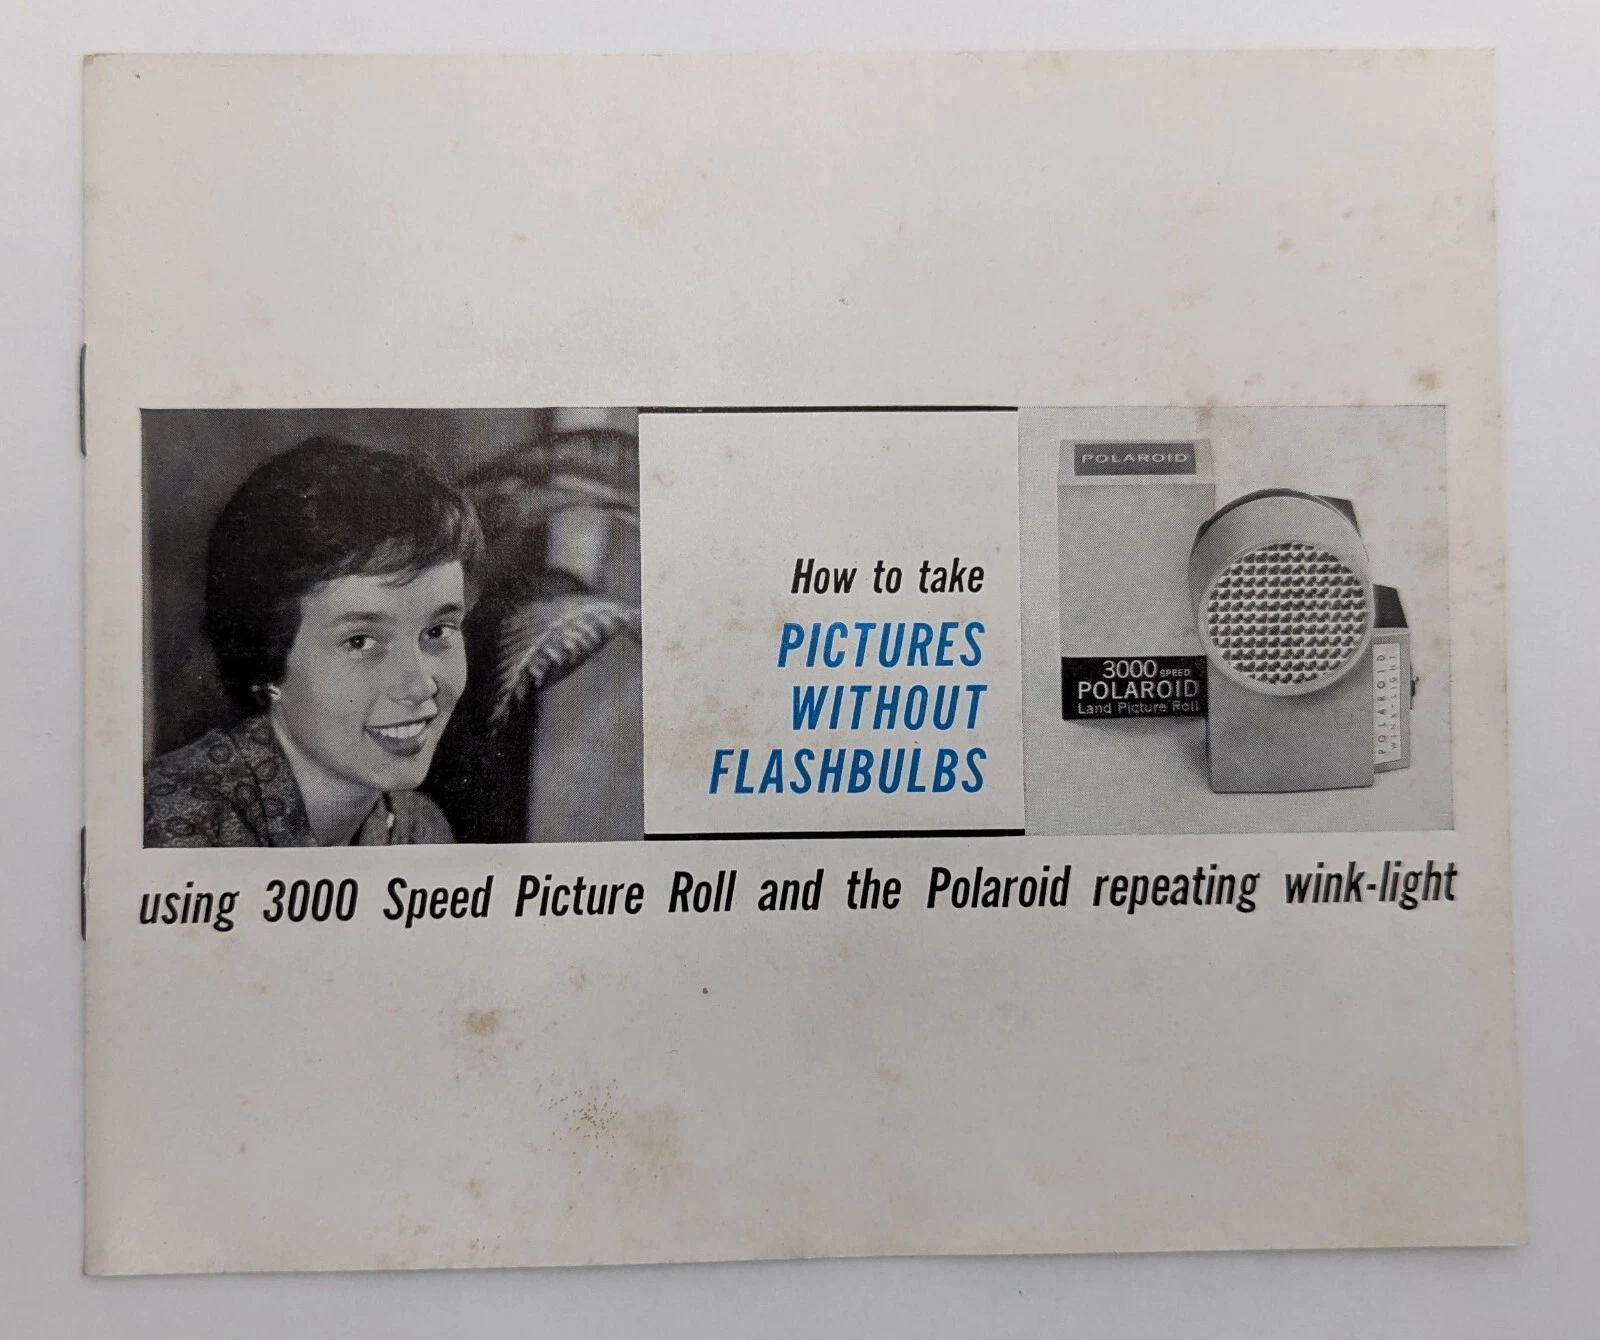 How to take
PICTURES
WITHOUT
FLASHBULBS
POLAROID
3000 SPEED
POLAROID
Land Picture Roll
POLAROID
WINK-LIGHT
using 3000 Speed Picture Roll and the Polaroid repeating wink-light